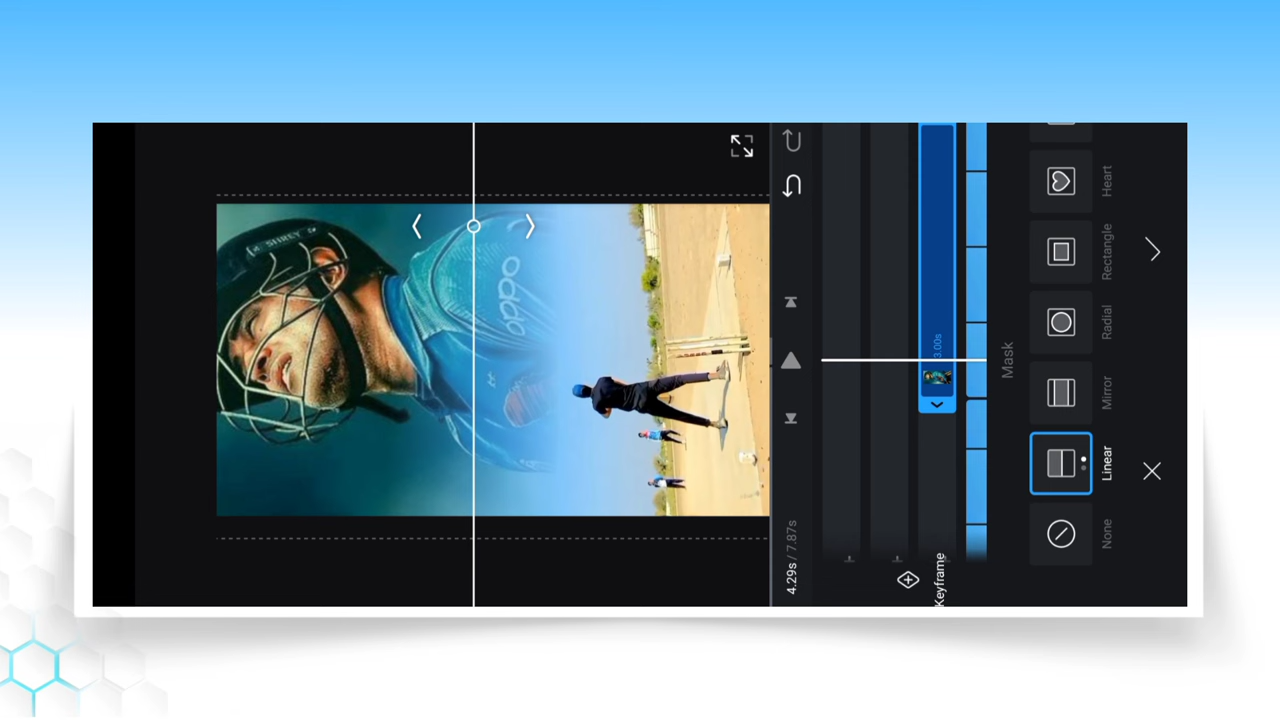 SHREY
oppo
4.29s / 7.87s
Keyframe
3.00s
Mask
None
Linear
Mirror
Radial
Rectangle
Heart